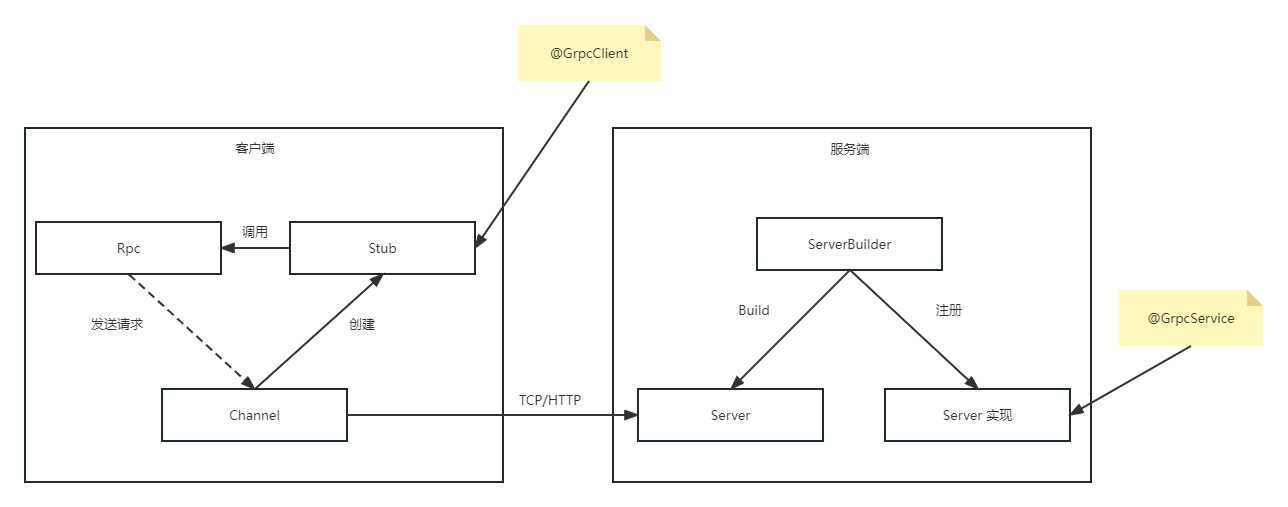 @GrpcClient
客户端
服务端
调用
Rpc
Stub
ServerBuilder
发送请求
创建
Build
注册
@GrpcService
TCP/HTTP
Channel
Server
Server 实现